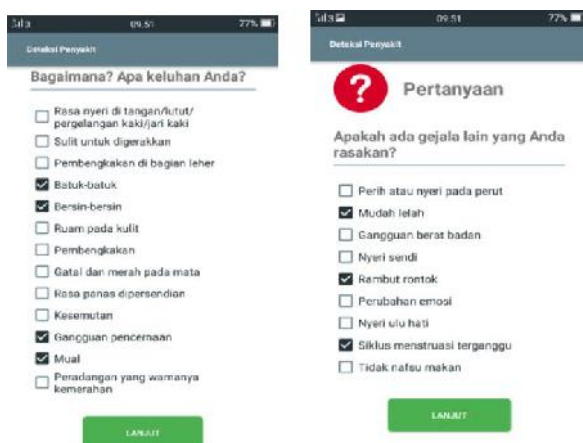 09.51
77%
Deteksi Penyakit
Bagaimana? Apa keluhan Anda?
Rasa nyeri di tangan/lutut/
pergelangan kaki/jari kaki
Sulit untuk digerakkan
Pembengkakan di bagian leher
Batuk-batuk
Bersin-bersin
Ruam pada kulit
Pembengkakan
Gatal dan merah pada mata
Rasa panas dipersendian
Kesemutan
Gangguan pencernaan
Mual
Peradangan yang warnanya
kemerahan
LANJUT
09.51
77%
Deteksi Penyakit
?
Pertanyaan
Apakah ada gejala lain yang Anda
rasakan?
Perih atau nyeri pada perut
Mudah lelah
Gangguan berat badan
Nyeri sendi
Rambut rontok
Perubahan emosi
Nyeri ulu hati
Siklus menstruasi terganggu
Tidak nafsu makan
LANJUT